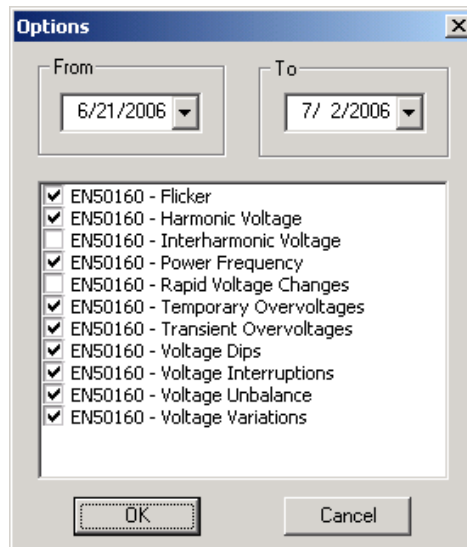 Options
From
To
6/21/2006
7/ 2/2006
EN50160 - Flicker
EN50160 - Harmonic Voltage
EN50160 - Interharmonic Voltage
EN50160 - Power Frequency
EN50160 - Rapid Voltage Changes
EN50160 - Temporary Overvoltages
EN50160 - Transient Overvoltages
EN50160 - Voltage Dips
EN50160 - Voltage Interruptions
EN50160 - Voltage Unbalance
EN50160 - Voltage Variations
OK
Cancel